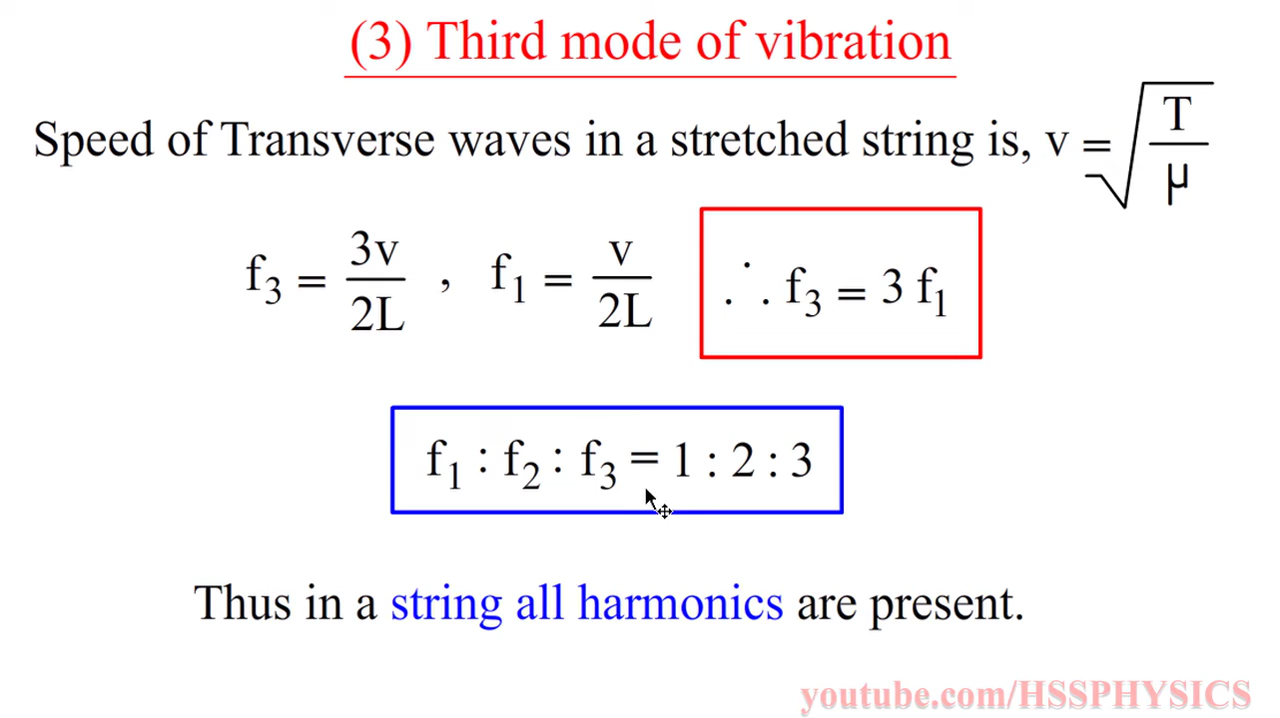 (3) Third mode of vibration
Speed of Transverse waves in a stretched string is, v = √(T/μ)
f₃ = 3v/2L , f₁ = v/2L ∴ f₃ = 3 f₁
f₁ : f₂ : f₃ = 1 : 2 : 3
Thus in a string all harmonics are present.
youtube.com/HSSPHYSICS